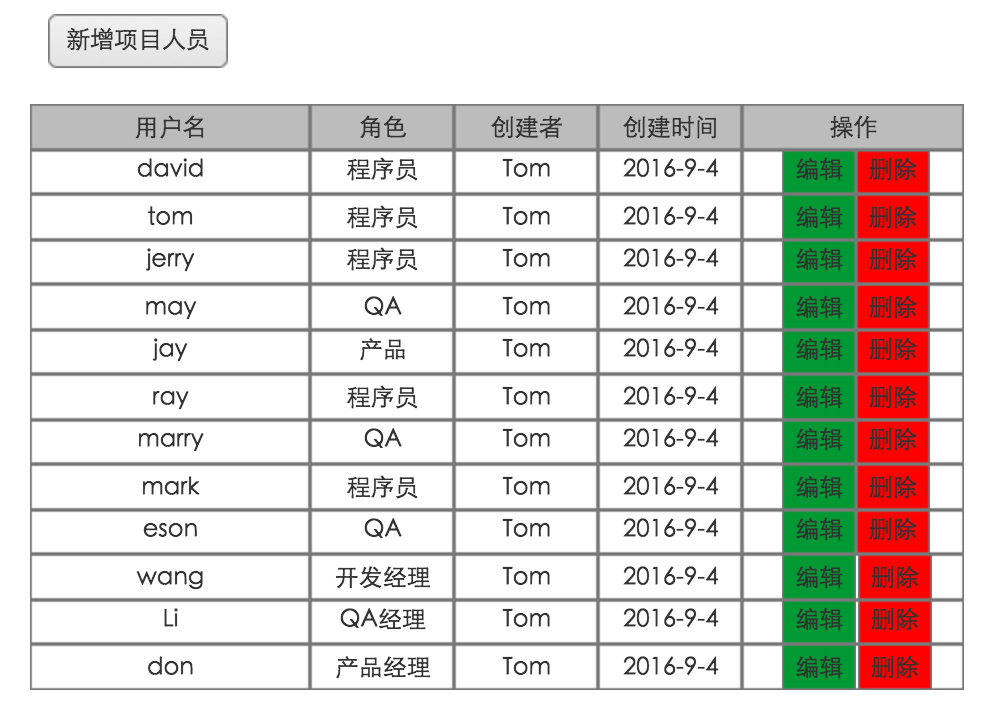 新增项目人员
用户名 角色 创建者 创建时间 操作
david 程序员 Tom 2016-9-4 编辑 删除
tom 程序员 Tom 2016-9-4 编辑 删除
jerry 程序员 Tom 2016-9-4 编辑 删除
may QA Tom 2016-9-4 编辑 删除
jay 产品 Tom 2016-9-4 编辑 删除
ray 程序员 Tom 2016-9-4 编辑 删除
marry QA Tom 2016-9-4 编辑 删除
mark 程序员 Tom 2016-9-4 编辑 删除
eson QA Tom 2016-9-4 编辑 删除
wang 开发经理 Tom 2016-9-4 编辑 删除
Li QA经理 Tom 2016-9-4 编辑 删除
don 产品经理 Tom 2016-9-4 编辑 删除